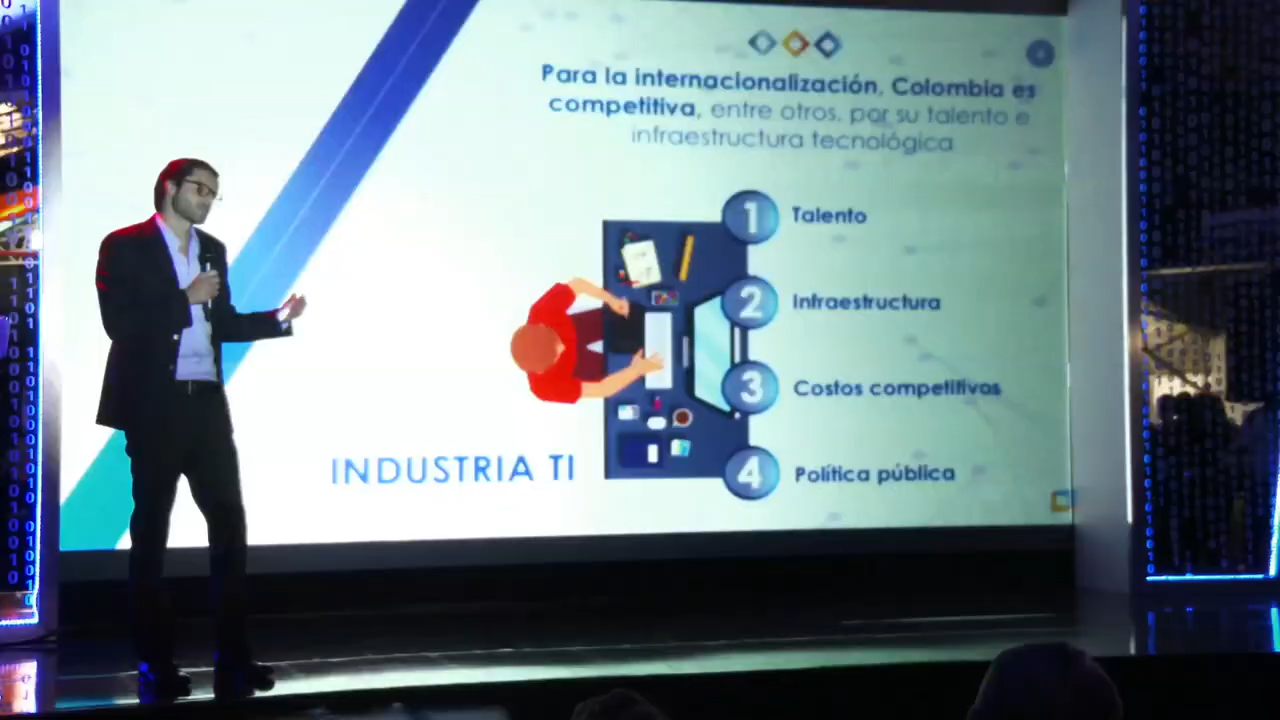 Para la internacionalización, Colombia es
competitiva, entre otros, por su talento e
infraestructura tecnológica
1 Talento
2 Infraestructura
3 Costos competitivos
4 Política pública
INDUSTRIA TI